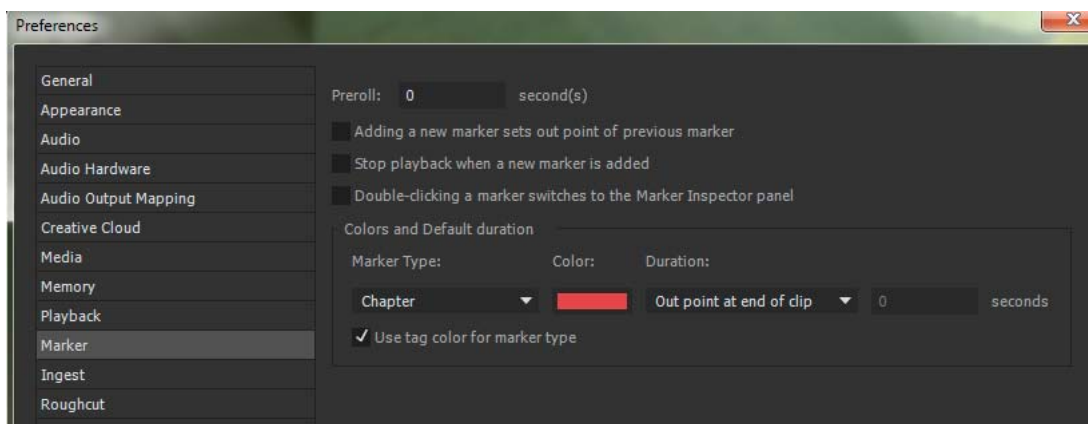 Preferences
General
Appearance
Audio
Audio Hardware
Audio Output Mapping
Creative Cloud
Media
Memory
Playback
Marker
Ingest
Roughcut
Preroll: 0 second(s)
Adding a new marker sets out point of previous marker
Stop playback when a new marker is added
Double-clicking a marker switches to the Marker Inspector panel
Colors and Default duration
Marker Type: Color: Duration:
Chapter Out point at end of clip 0 seconds
Use tag color for marker type